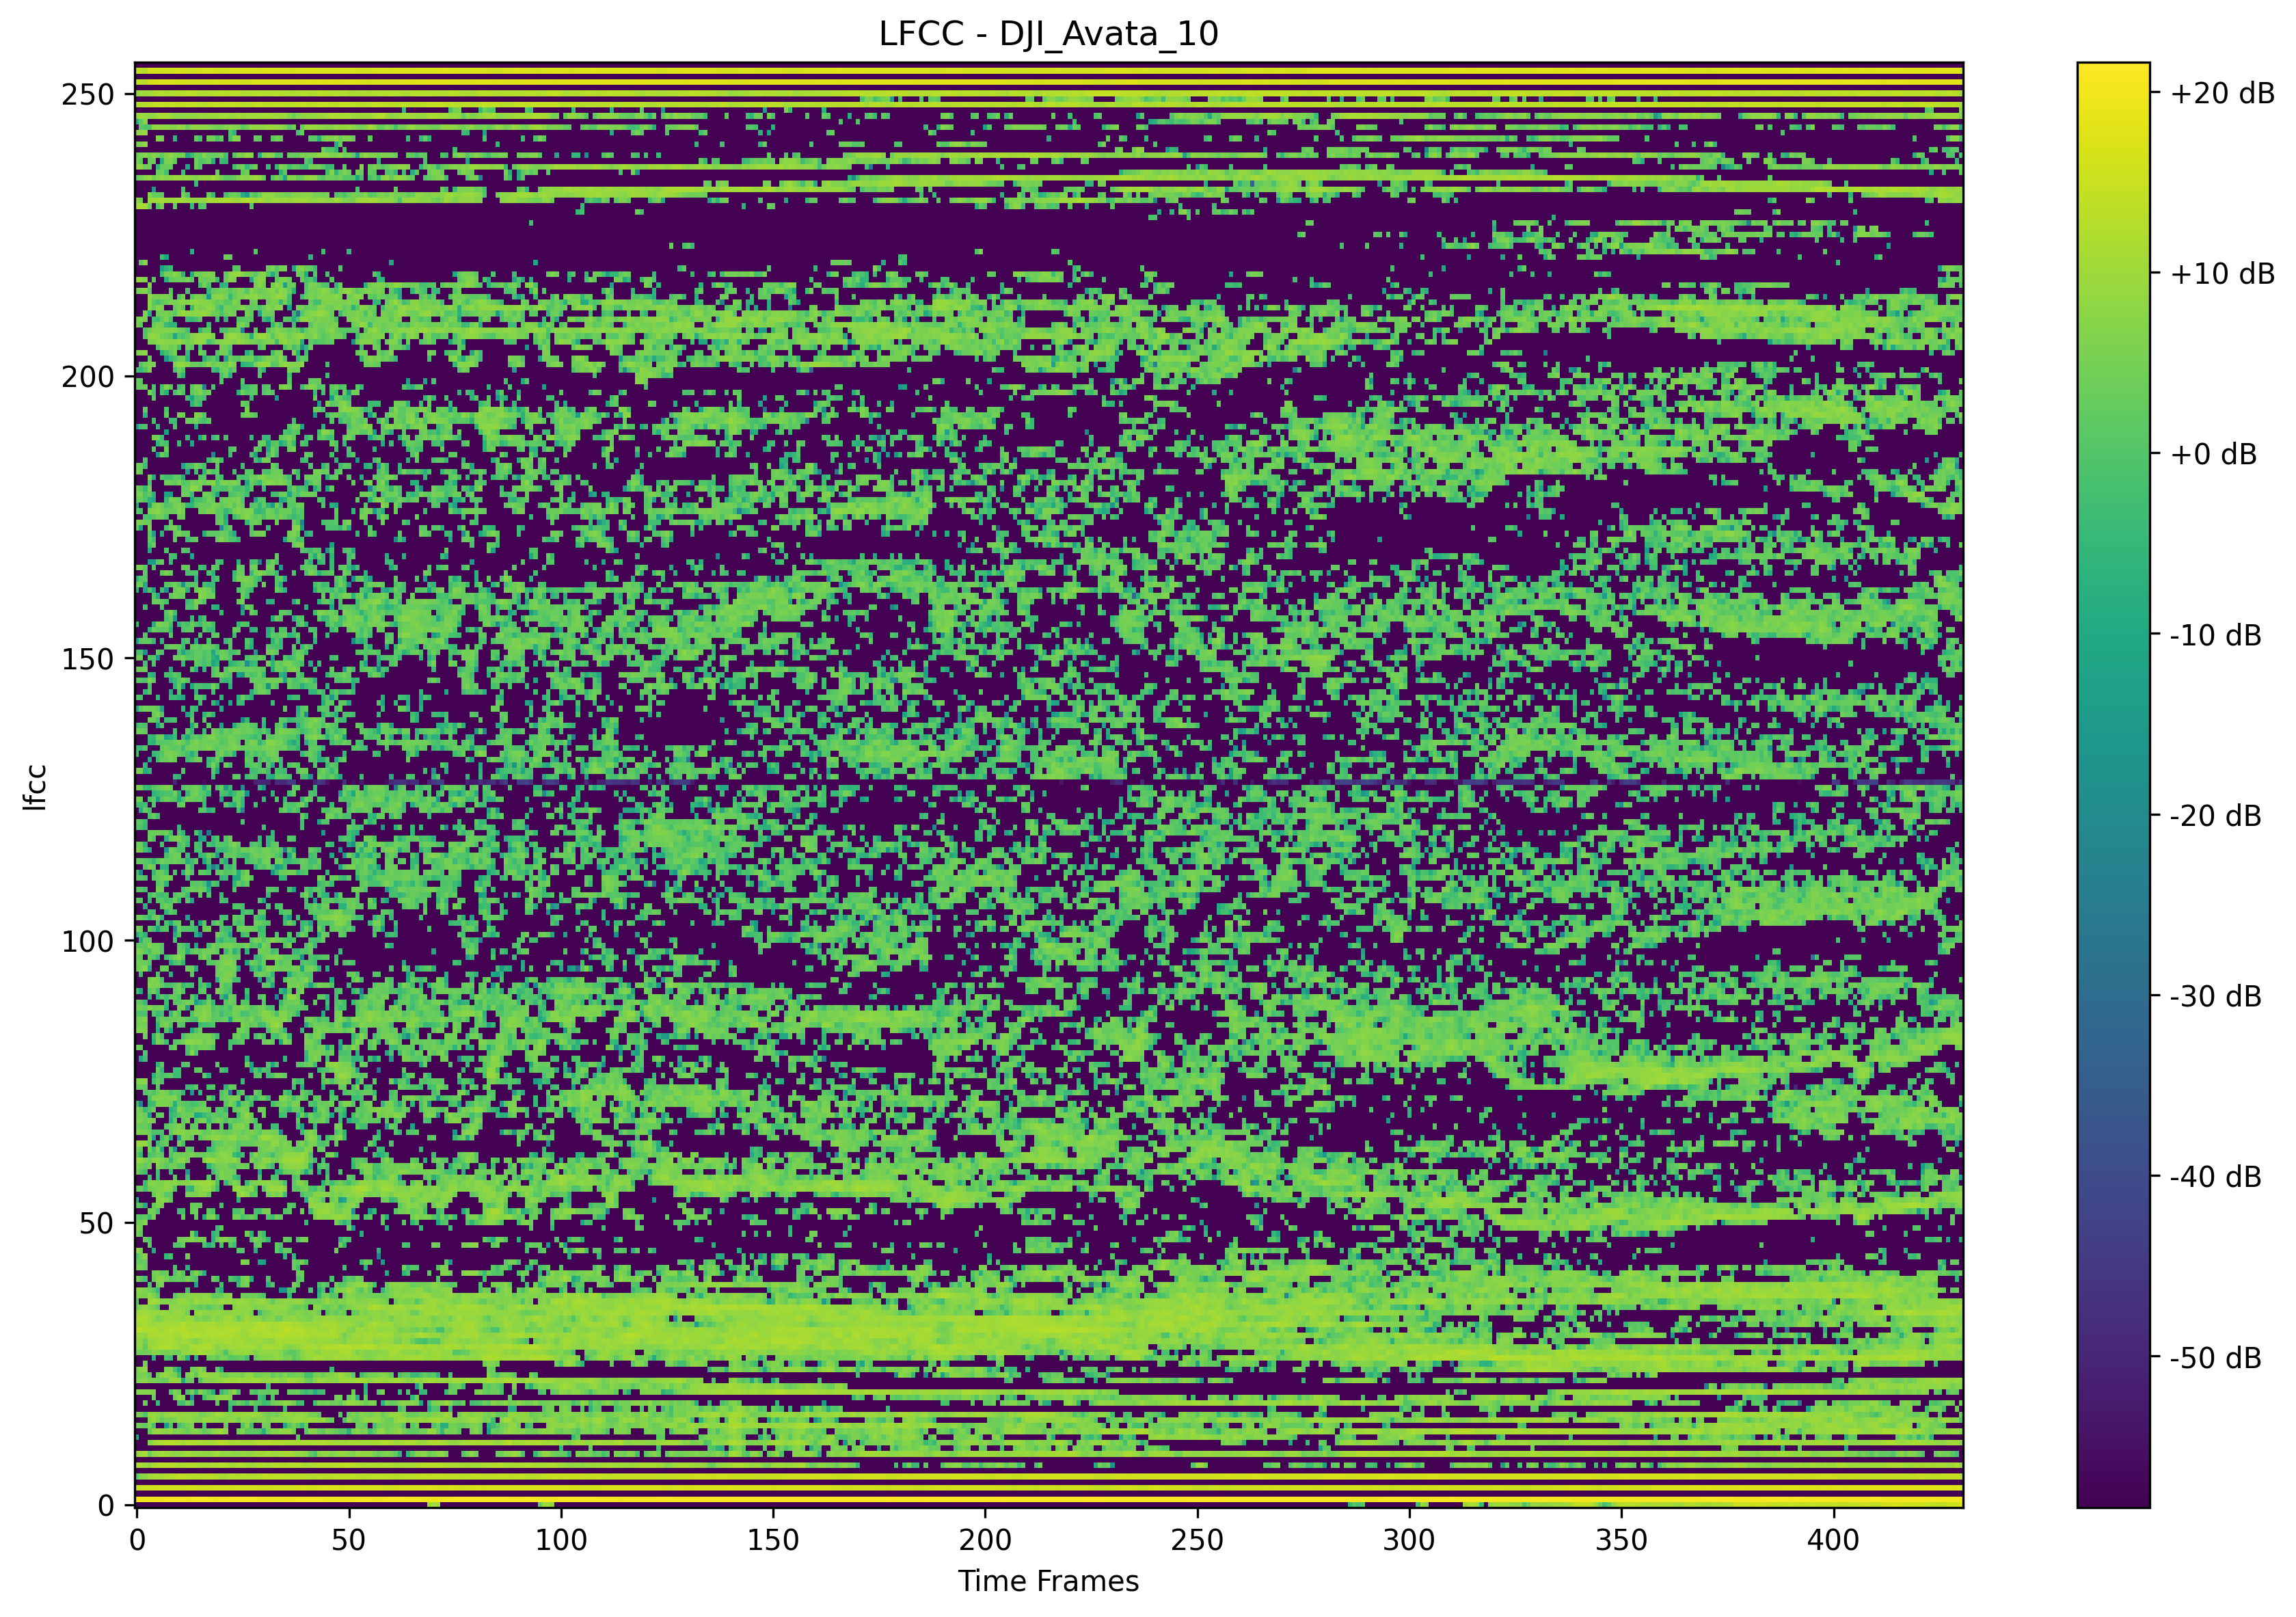 LFCC - DJI_Avata_10
250
200
150
100
50
0
lfcc
0 50 100 150 200 250 300 350 400
Time Frames
+20 dB
+10 dB
+0 dB
-10 dB
-20 dB
-30 dB
-40 dB
-50 dB